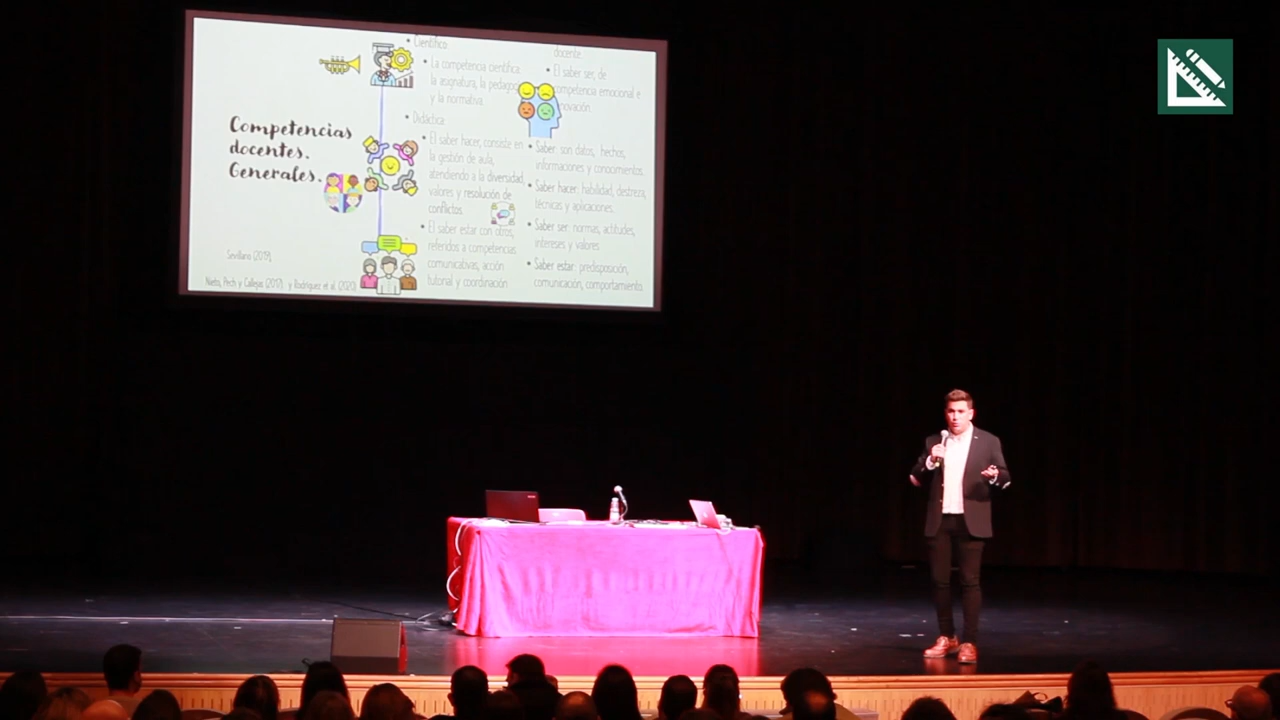 Competencias
docentes.
Generales.
Sevillano (2019),
Nieto, Pech y Callejas (2017), y Rodríguez et al. (2020)
• Científico
• La competencia científica:
la asignatura, la pedagogía
y la normativa.
• Didáctica:
• El saber hacer, consiste en
la gestión de aula,
atendiendo a la diversidad,
valores y resolución de
conflictos.
• El saber estar con otros,
referidos a competencias
comunicativas, acción
tutorial y coordinación
docente.
• El saber ser, de
competencia emocional e
innovación.
• Saber: son datos, hechos,
informaciones y conocimientos.
• Saber hacer: habilidad, destreza,
técnicas y aplicaciones.
• Saber ser: normas, actitudes,
intereses y valores
• Saber estar: predisposición,
comunicación, comportamiento.